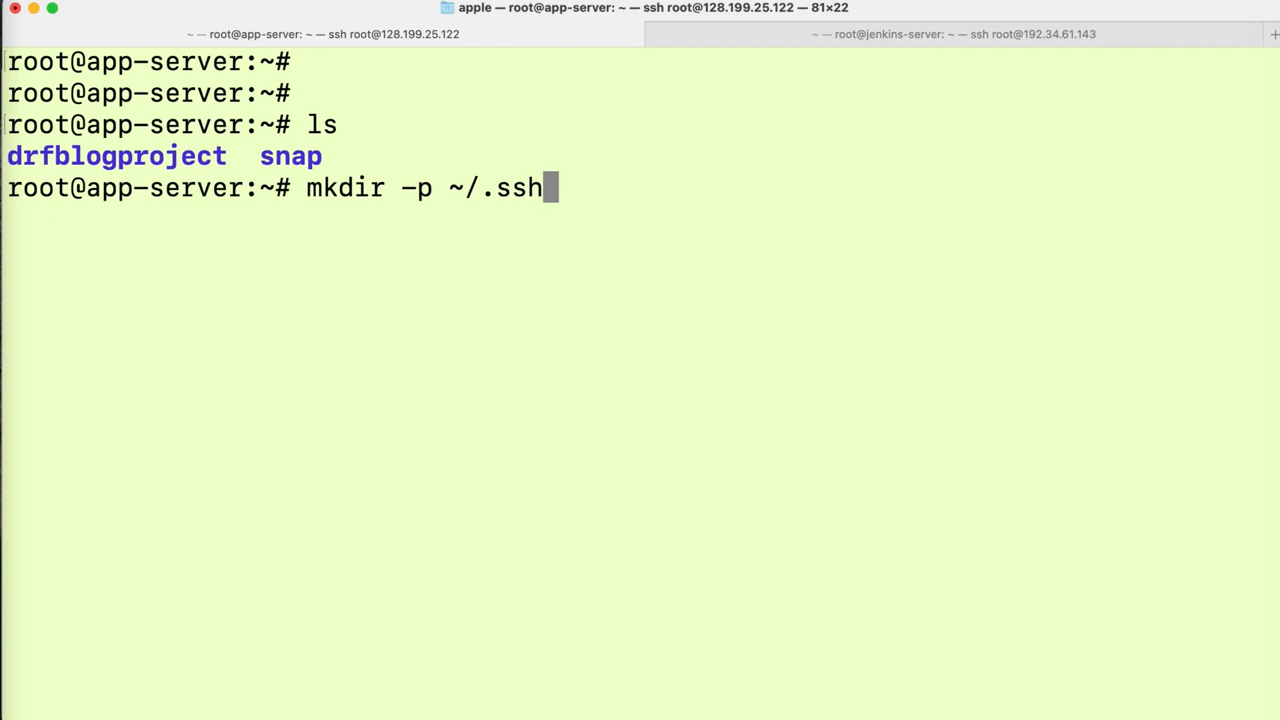 apple — root@app-server: ~ — ssh root@128.199.25.122 — 81×22
~ — root@app-server: ~ — ssh root@128.199.25.122
~ — root@jenkins-server: ~ — ssh root@192.34.61.143
+
root@app-server:~#
root@app-server:~#
root@app-server:~# ls
drfblogproject  snap
root@app-server:~# mkdir -p ~/.ssh